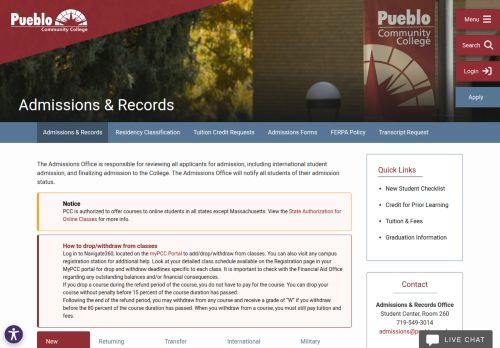 Pueblo
Community College
Pueblo
Community
College
Menu
Search
Login
Apply
Admissions & Records
Admissions & Records
Residency Classification
Tuition Credit Requests
Admissions Forms
FERPA Policy
Transcript Request
The Admissions Office is responsible for reviewing all applicants for admission, including international student
admission, and finalizing admission to the College. The Admissions Office will notify all students of their admission
status.
Notice
PCC is authorized to offer courses to online students in all states except Massachusetts. View the State Authorization for
Online Classes for more info.
How to drop/withdraw from classes
Log in to Navigate360, located on the myPCC Portal to add/drop/withdraw from classes. You can also visit any campus
registration station for additional help. Look at your detailed class schedule available on the Registration page in your
MyPCC portal for drop and withdraw deadlines specific to each class. It is important to check with the Financial Aid Office
regarding any outstanding balances and/or financial consequences.
If you drop a course during the refund period of the course, you do not have to pay for the course. You can drop your
course without penalty before 15 percent of the course duration has passed.
Following the end of the refund period, you may withdraw from any course and receive a grade of "W" if you withdraw
before the 80 percent of the course duration has passed. When you withdraw from a course, you must still pay tuition and
fees.
New
Returning
Transfer
International
Military
Quick Links
New Student Checklist
Credit for Prior Learning
Tuition & Fees
Graduation Information
Contact
Admissions & Records Office
Student Center, Room 260
719-549-3014
LIVE CHAT